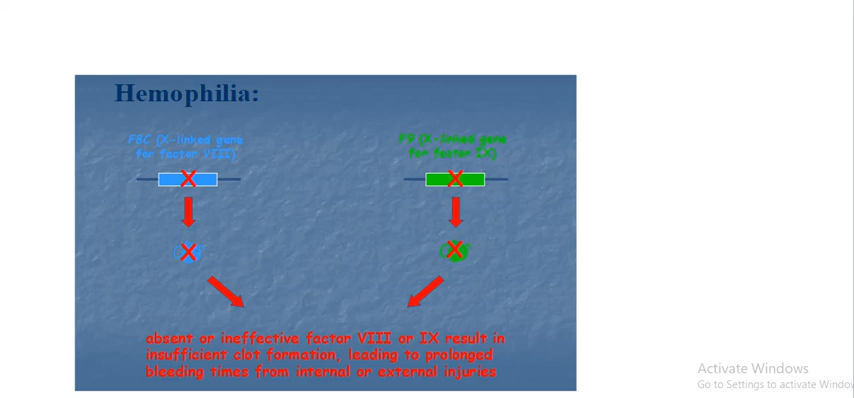 Hemophilia:
F8C (X-linked gene
for factor VIII)
F9 (X-linked gene
for factor IX)
absent or ineffective factor VIII or IX result in
insufficient clot formation, leading to prolonged
bleeding times from internal or external injuries
Activate Windows
Go to Settings to activate Window